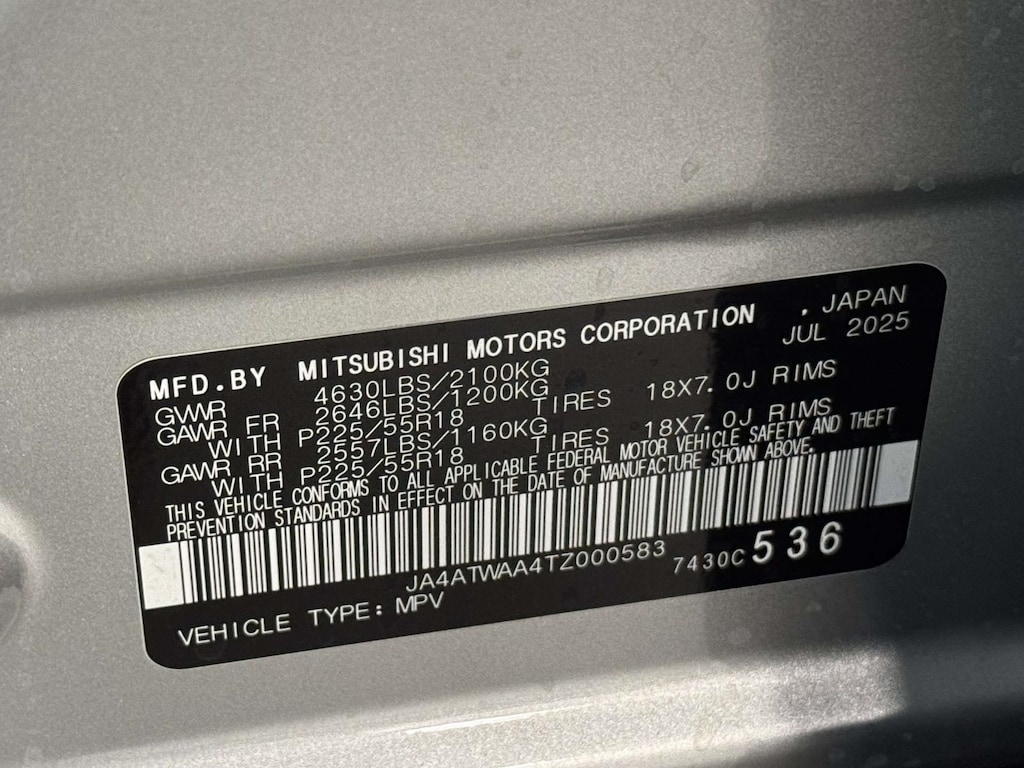 MFD.BY MITSUBISHI MOTORS CORPORATION , JAPAN
GWWR 4630LBS/2100KG JUL 2025
GAWR FR 2646LBS/1200KG
WITH P225/55R18 TIRES 18X7.0J RIMS
GAWR RR 2557LBS/1160KG
WITH P225/55R18 TIRES 18X7.0J RIMS
THIS VEHICLE CONFORMS TO ALL APPLICABLE FEDERAL MOTOR VEHICLE SAFETY AND THEFT
PREVENTION STANDARDS IN EFFECT ON THE DATE OF MANUFACTURE SHOWN ABOVE.
JA4ATWAA4TZ000583 7430C 536
VEHICLE TYPE: MPV